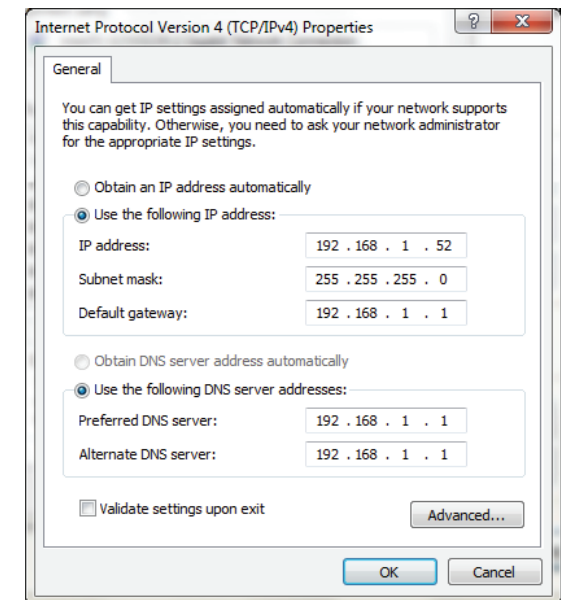 Internet Protocol Version 4 (TCP/IPv4) Properties
General
You can get IP settings assigned automatically if your network supports
this capability. Otherwise, you need to ask your network administrator
for the appropriate IP settings.
Obtain an IP address automatically
Use the following IP address:
IP address: 192 . 168 . 1 . 52
Subnet mask: 255 . 255 . 255 . 0
Default gateway: 192 . 168 . 1 . 1
Obtain DNS server address automatically
Use the following DNS server addresses:
Preferred DNS server: 192 . 168 . 1 . 1
Alternate DNS server: 192 . 168 . 1 . 1
Validate settings upon exit
Advanced...
OK Cancel